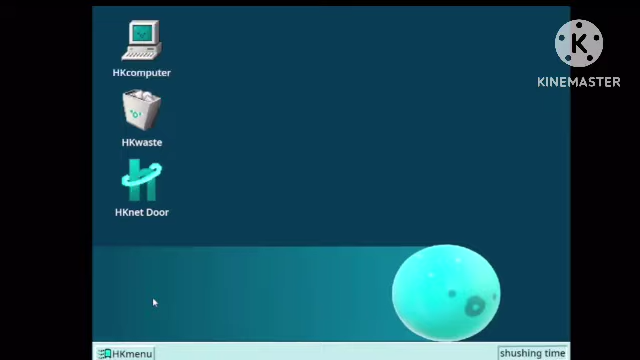 HKcomputer
HKwaste
HKnet Door
KINEMASTER
HKmenu
shushing time